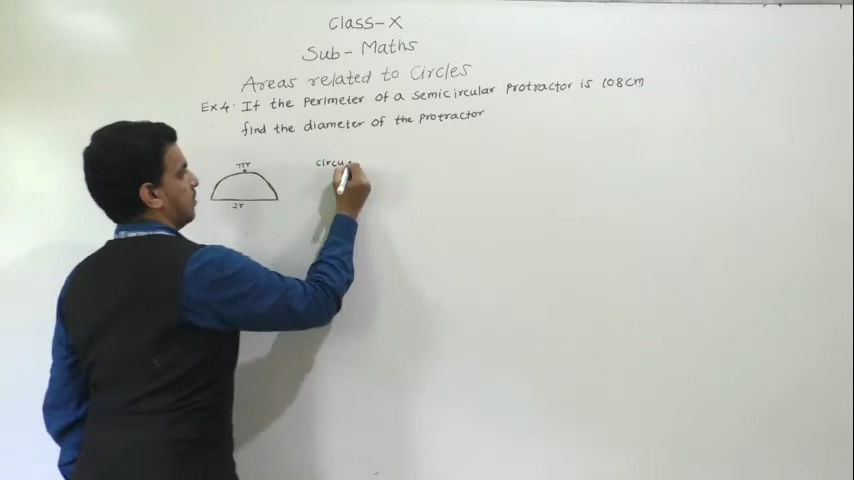 Class-X
Sub-Maths
Areas related to Circles
Ex 4. If the perimeter of a semicircular protractor is 108cm
find the diameter of the protractor
πr
circu
2r